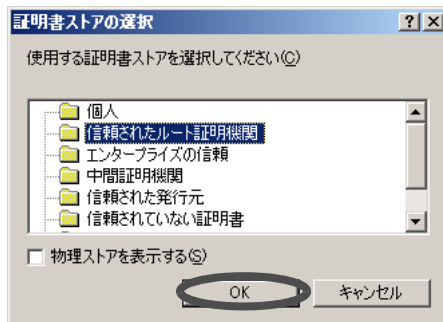 証明書ストアの選択
使用する証明書ストアを選択してください(C)
個人
信頼されたルート証明機関
エンタープライズの信頼
中間証明機関
信頼された発行元
信頼されていない証明書
物理ストアを表示する(S)
OK
キャンセル